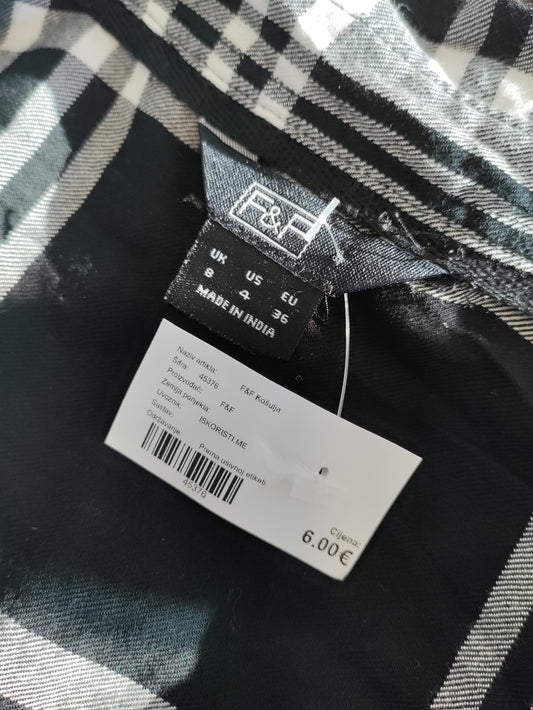 F&F
UK US EU
8 4 36
MADE IN INDIA
Naziv artikla: F&F Košulja
Šifra: 45376
Proizvođač: F&F
Zemlja porijekla:
Uvoznik: ISKORISTI.ME
Sastav:
Održavanje: Prema ušivnoj etiketi
45376
Cijena:
6.00€